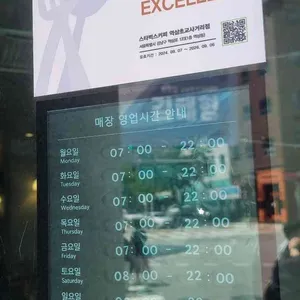 EXCELLE
스타벅스커피 역삼초교사거리점
매장 영업시간 안내
월요일 07:00 - 22:00
Monday
화요일 07:00 - 22:00
Tuesday
수요일 07:00 - 22:00
Wednesday
목요일 07:00 - 22:00
Thursday
금요일 07:00 - 22:00
Friday
토요일 08:00 - 22:00
Saturday
일요일